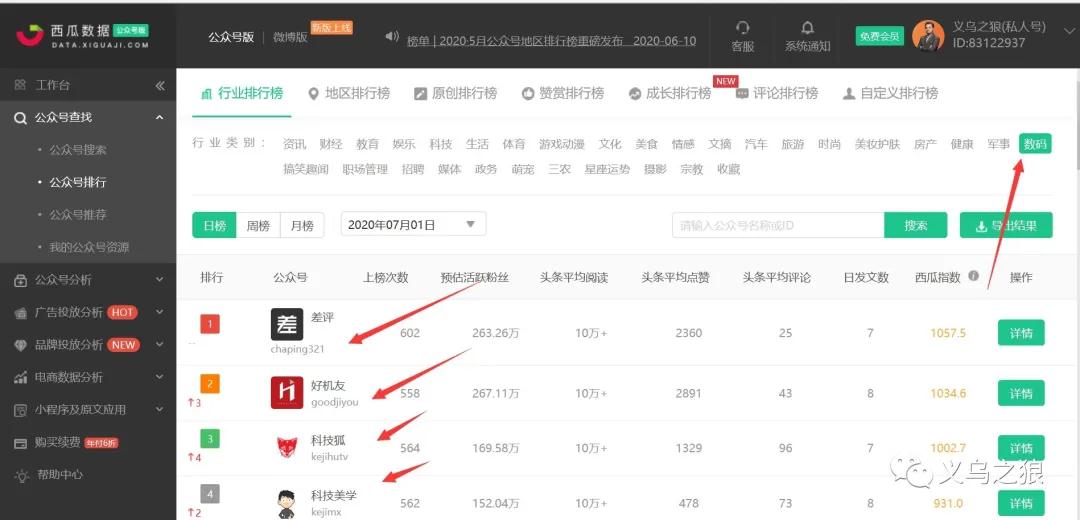 西瓜数据 公众号版
DATA.XIGUAJI.COM
公众号版 微博版 新版上线
榜单 | 2020-5月公众号地区排行榜重磅发布 2020-06-10
客服
系统通知
免费会员
义乌之狼(私人号)
ID:83122937
工作台
公众号查找
公众号搜索
公众号排行
公众号推荐
我的公众号资源
公众号分析
广告投放分析 HOT
品牌投放分析 NEW
电商数据分析
小程序及原文应用
购买续费 年付6折
帮助中心
行业排行榜 地区排行榜 原创排行榜 赞赏排行榜 成长排行榜 NEW 评论排行榜 自定义排行榜
行业类别: 资讯 财经 教育 娱乐 科技 生活 体育 游戏动漫 文化 美食 情感 文摘 汽车 旅游 时尚 美妆护肤 房产 健康 军事 数码
搞笑趣闻 职场管理 招聘 媒体 政务 萌宠 三农 星座运势 摄影 宗教 收藏
日榜 周榜 月榜 2020年07月01日 请输入公众号名称或ID 搜索 导出结果
排行 公众号 上榜次数 预估活跃粉丝 头条平均阅读 头条平均点赞 头条平均评论 日发文数 西瓜指数 操作
1 差 差评 602 263.26万 10万+ 2360 25 7 1057.5 详情
chaping321
2 好机友 558 267.11万 10万+ 2891 43 8 1034.6 详情
↑3 goodjiyou
3 科技狐 564 169.58万 10万+ 1329 96 7 1002.7 详情
↑4 kejihutv
4 科技美学 562 152.04万 10万+ 478 73 8 931.0 详情
↑2 kejimx
义乌之狼